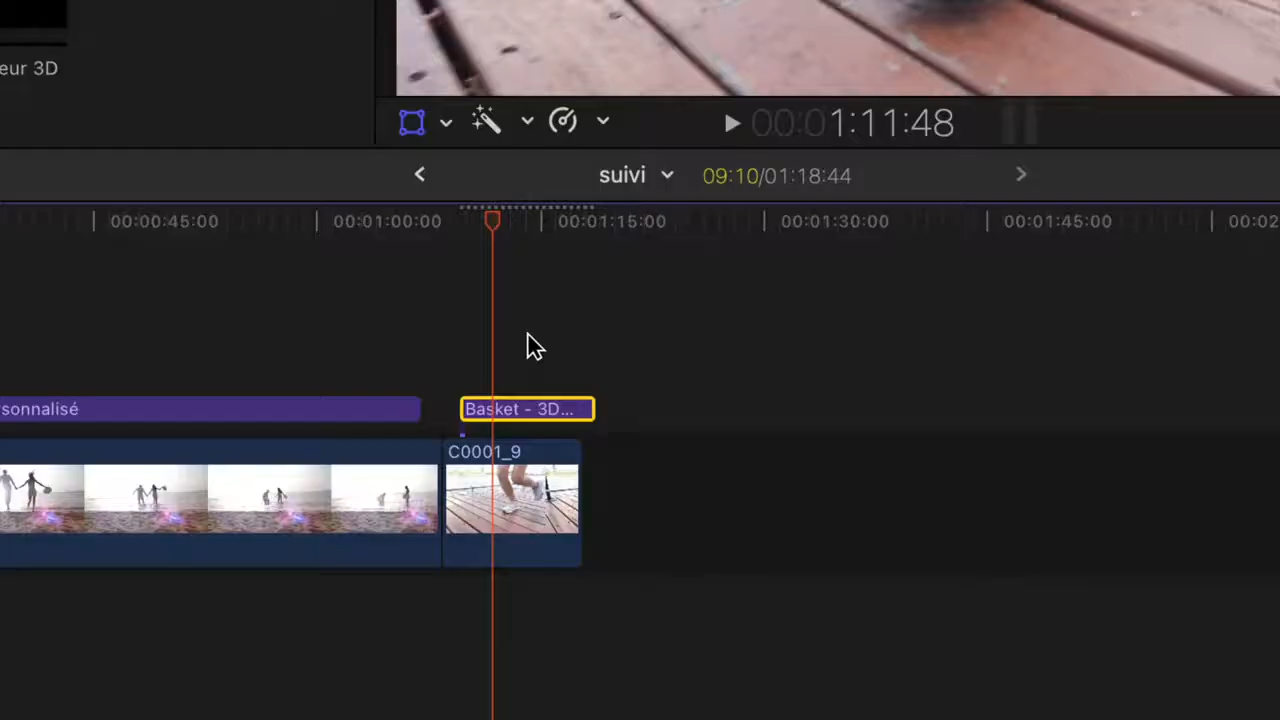 eur 3D
00:01:11:48
suivi
09:10/01:18:44
00:00:45:00
00:01:00:00
00:01:15:00
00:01:30:00
00:01:45:00
00:02
sonnalisé
Basket - 3D...
C0001_9